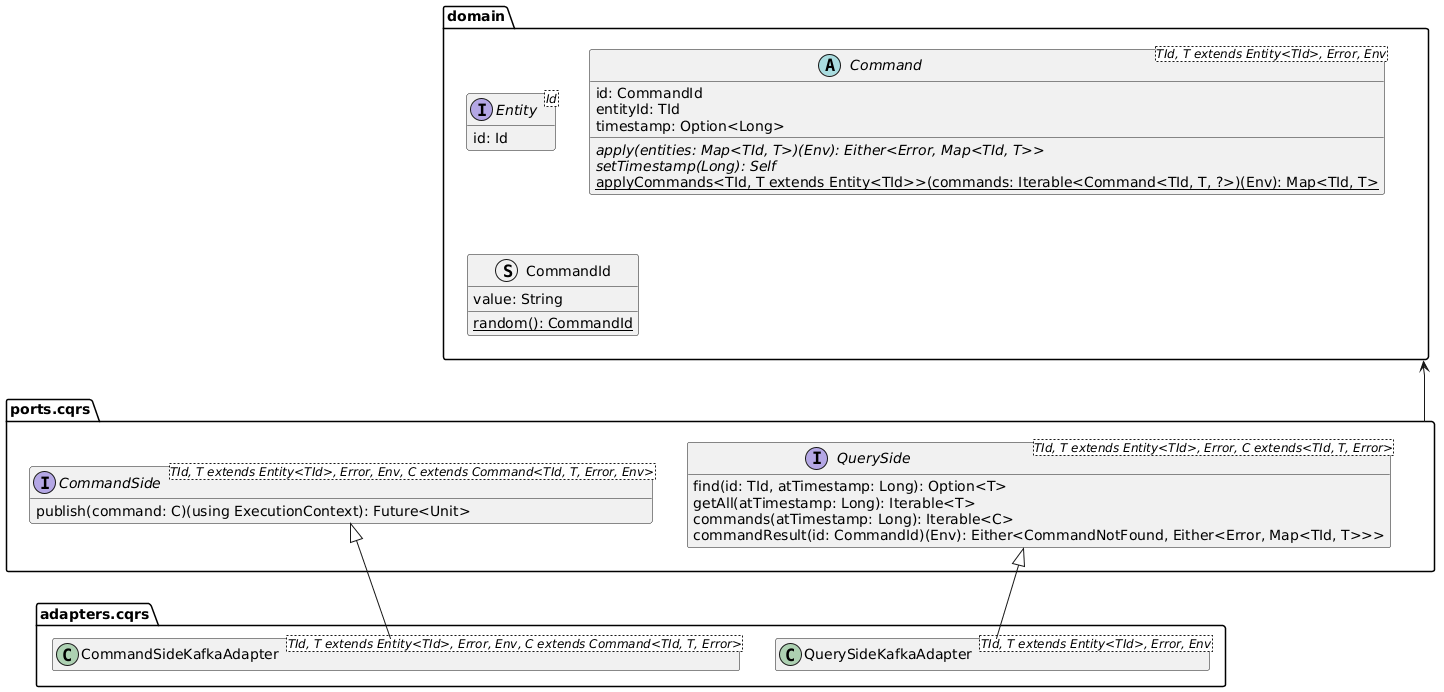 domain
TId, T extends Entity<TId>, Error, Env
A Command
id: CommandId
entityId: TId
timestamp: Option<Long>
apply(entities: Map<TId, T>)(Env): Either<Error, Map<TId, T>>
setTimestamp(Long): Self
applyCommands<TId, T extends Entity<TId>>(commands: Iterable<Command<TId, T, ?>)(Env): Map<TId, T>
Id
I Entity
id: Id
S CommandId
value: String
random(): CommandId
ports.cqrs
TId, T extends Entity<TId>, Error, Env, C extends Command<TId, T, Error, Env>
I CommandSide
publish(command: C)(using ExecutionContext): Future<Unit>
TId, T extends Entity<TId>, Error, C extends<TId, T, Error>
I QuerySide
find(id: TId, atTimestamp: Long): Option<T>
getAll(atTimestamp: Long): Iterable<T>
commands(atTimestamp: Long): Iterable<C>
commandResult(id: CommandId)(Env): Either<CommandNotFound, Either<Error, Map<TId, T>>>
adapters.cqrs
TId, T extends Entity<TId>, Error, Env, C extends Command<TId, T, Error>
C CommandSideKafkaAdapter
TId, T extends Entity<TId>, Error, Env
C QuerySideKafkaAdapter